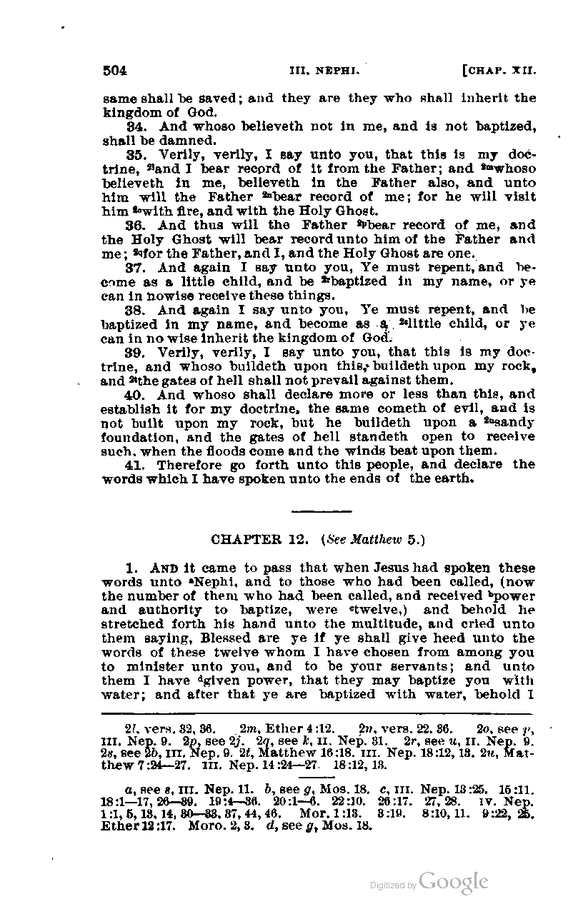 504 III. NEPHI. [CHAP. XII.
same shall be saved; and they are they who shall inherit the
kingdom of God.
34. And whoso believeth not in me, and is not baptized,
shall be damned.
35. Verily, verily, I say unto you, that this is my doc-
trine, 2land I bear record of it from the Father; and 2mwhoso
believeth in me, believeth in the Father also, and unto
him will the Father 2nbear record of me; for he will visit
him 2owith fire, and with the Holy Ghost.
36. And thus will the Father 2pbear record of me, and
the Holy Ghost will bear record unto him of the Father and
me; 2qfor the Father, and I, and the Holy Ghost are one.
37. And again I say unto you, Ye must repent, and be-
come as a little child, and be 2rbaptized in my name, or ye
can in nowise receive these things.
38. And again I say unto you, Ye must repent, and be
baptized in my name, and become as a 2slittle child, or ye
can in no wise inherit the kingdom of God.
39. Verily, verily, I say unto you, that this is my doc-
trine, and whoso buildeth upon this, buildeth upon my rock,
and 2tthe gates of hell shall not prevail against them.
40. And whoso shall declare more or less than this, and
establish it for my doctrine, the same cometh of evil, and is
not built upon my rock, but he buildeth upon a 2usandy
foundation, and the gates of hell standeth open to receive
such, when the floods come and the winds beat upon them.
41. Therefore go forth unto this people, and declare the
words which I have spoken unto the ends of the earth.
CHAPTER 12. (See Matthew 5.)
1. AND it came to pass that when Jesus had spoken these
words unto aNephi, and to those who had been called, (now
the number of them who had been called, and received bpower
and authority to baptize, were ctwelve,) and behold he
stretched forth his hand unto the multitude, and cried unto
them saying, Blessed are ye if ye shall give heed unto the
words of these twelve whom I have chosen from among you
to minister unto you, and to be your servants; and unto
them I have dgiven power, that they may baptize you with
water; and after that ye are baptized with water, behold I
2l, vers. 32, 36. 2m, Ether 4:12. 2n, vers. 22, 36. 2o, see y,
III. Nep. 9. 2p, see 2j. 2q, see k, II. Nep. 31. 2r, see u, II. Nep. 9.
2s, see 2b, III. Nep. 9. 2t, Matthew 16:18. III. Nep. 18:12, 13. 2u, Mat-
thew 7:24—27. III. Nep. 14:24—27. 18:12, 13.
a, see s, III. Nep. 11. b, see g, Mos. 18. c, III. Nep. 13:25. 15:11.
18:1—17, 26—39. 19:4—36. 20:1—6. 22:10. 26:17. 27, 28. IV. Nep.
1:1, 5, 13, 14, 30—33, 37, 44, 46. Mor. 1:13. 3:19. 8:10, 11. 9:22, 25.
Ether 12:17. Moro. 2, 3. d, see g, Mos. 18.
Digitized by Google